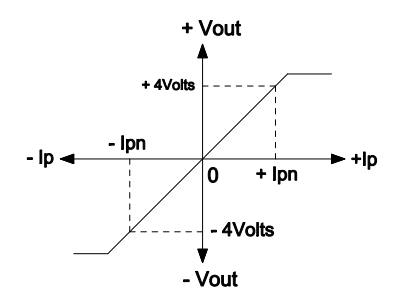 + Vout
+ 4Volts
- Ipn
- Ip
+Ip
0
+ Ipn
- 4Volts
- Vout